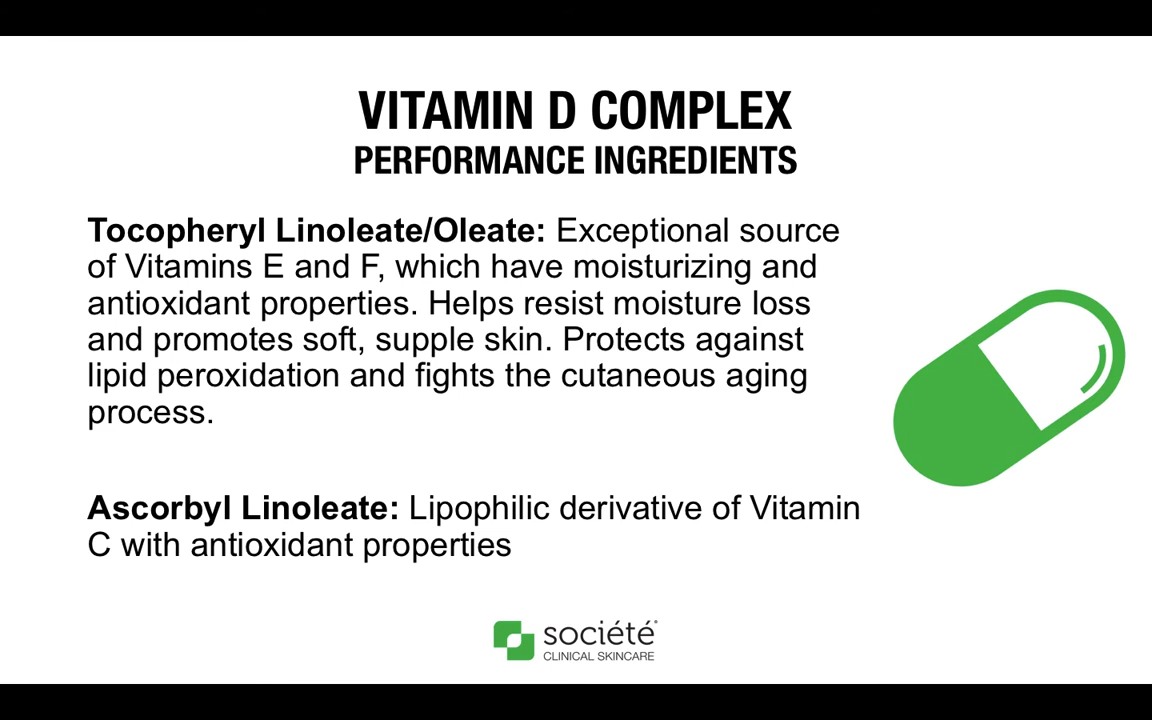 VITAMIN D COMPLEX
PERFORMANCE INGREDIENTS
Tocopheryl Linoleate/Oleate: Exceptional source
of Vitamins E and F, which have moisturizing and
antioxidant properties. Helps resist moisture loss
and promotes soft, supple skin. Protects against
lipid peroxidation and fights the cutaneous aging
process.
Ascorbyl Linoleate: Lipophilic derivative of Vitamin
C with antioxidant properties
société®
CLINICAL SKINCARE